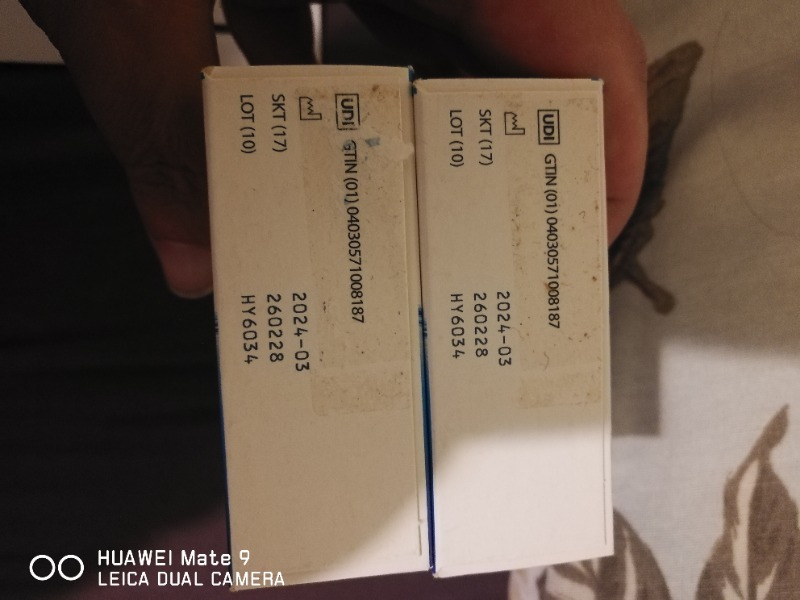 UDI GTIN (01) 04030571008187
2024-03
SKT (17) 260228
LOT (10) HY6034
UDI GTIN (01) 04030571008187
2024-03
SKT (17) 260228
LOT (10) HY6034
HUAWEI Mate 9
LEICA DUAL CAMERA